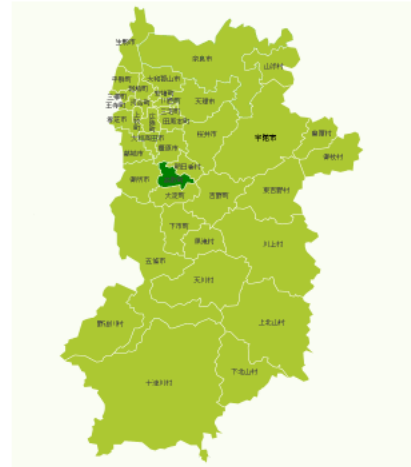 生駒市
奈良市
山添村
平群町
大和郡山市
斑鳩町
安堵町
三郷町
川西町
天理市
王寺町
河合町
三宅町
香芝市
上牧町
広陵町
田原本町
桜井市
宇陀市
曽爾村
大和高田市
橿原市
御杖村
葛城市
明日香村
御所市
大淀町
吉野町
東吉野村
下市町
黒滝村
川上村
五條市
天川村
野迫川村
上北山村
下北山村
十津川村